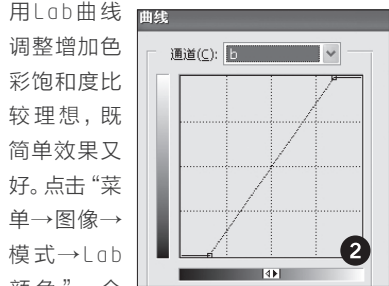 用Lab曲线
调整增加色
彩饱和度比
较理想，既
简单效果又
好。点击“菜
单→图像→
模式→Lab
曲线
通道(C): b
2